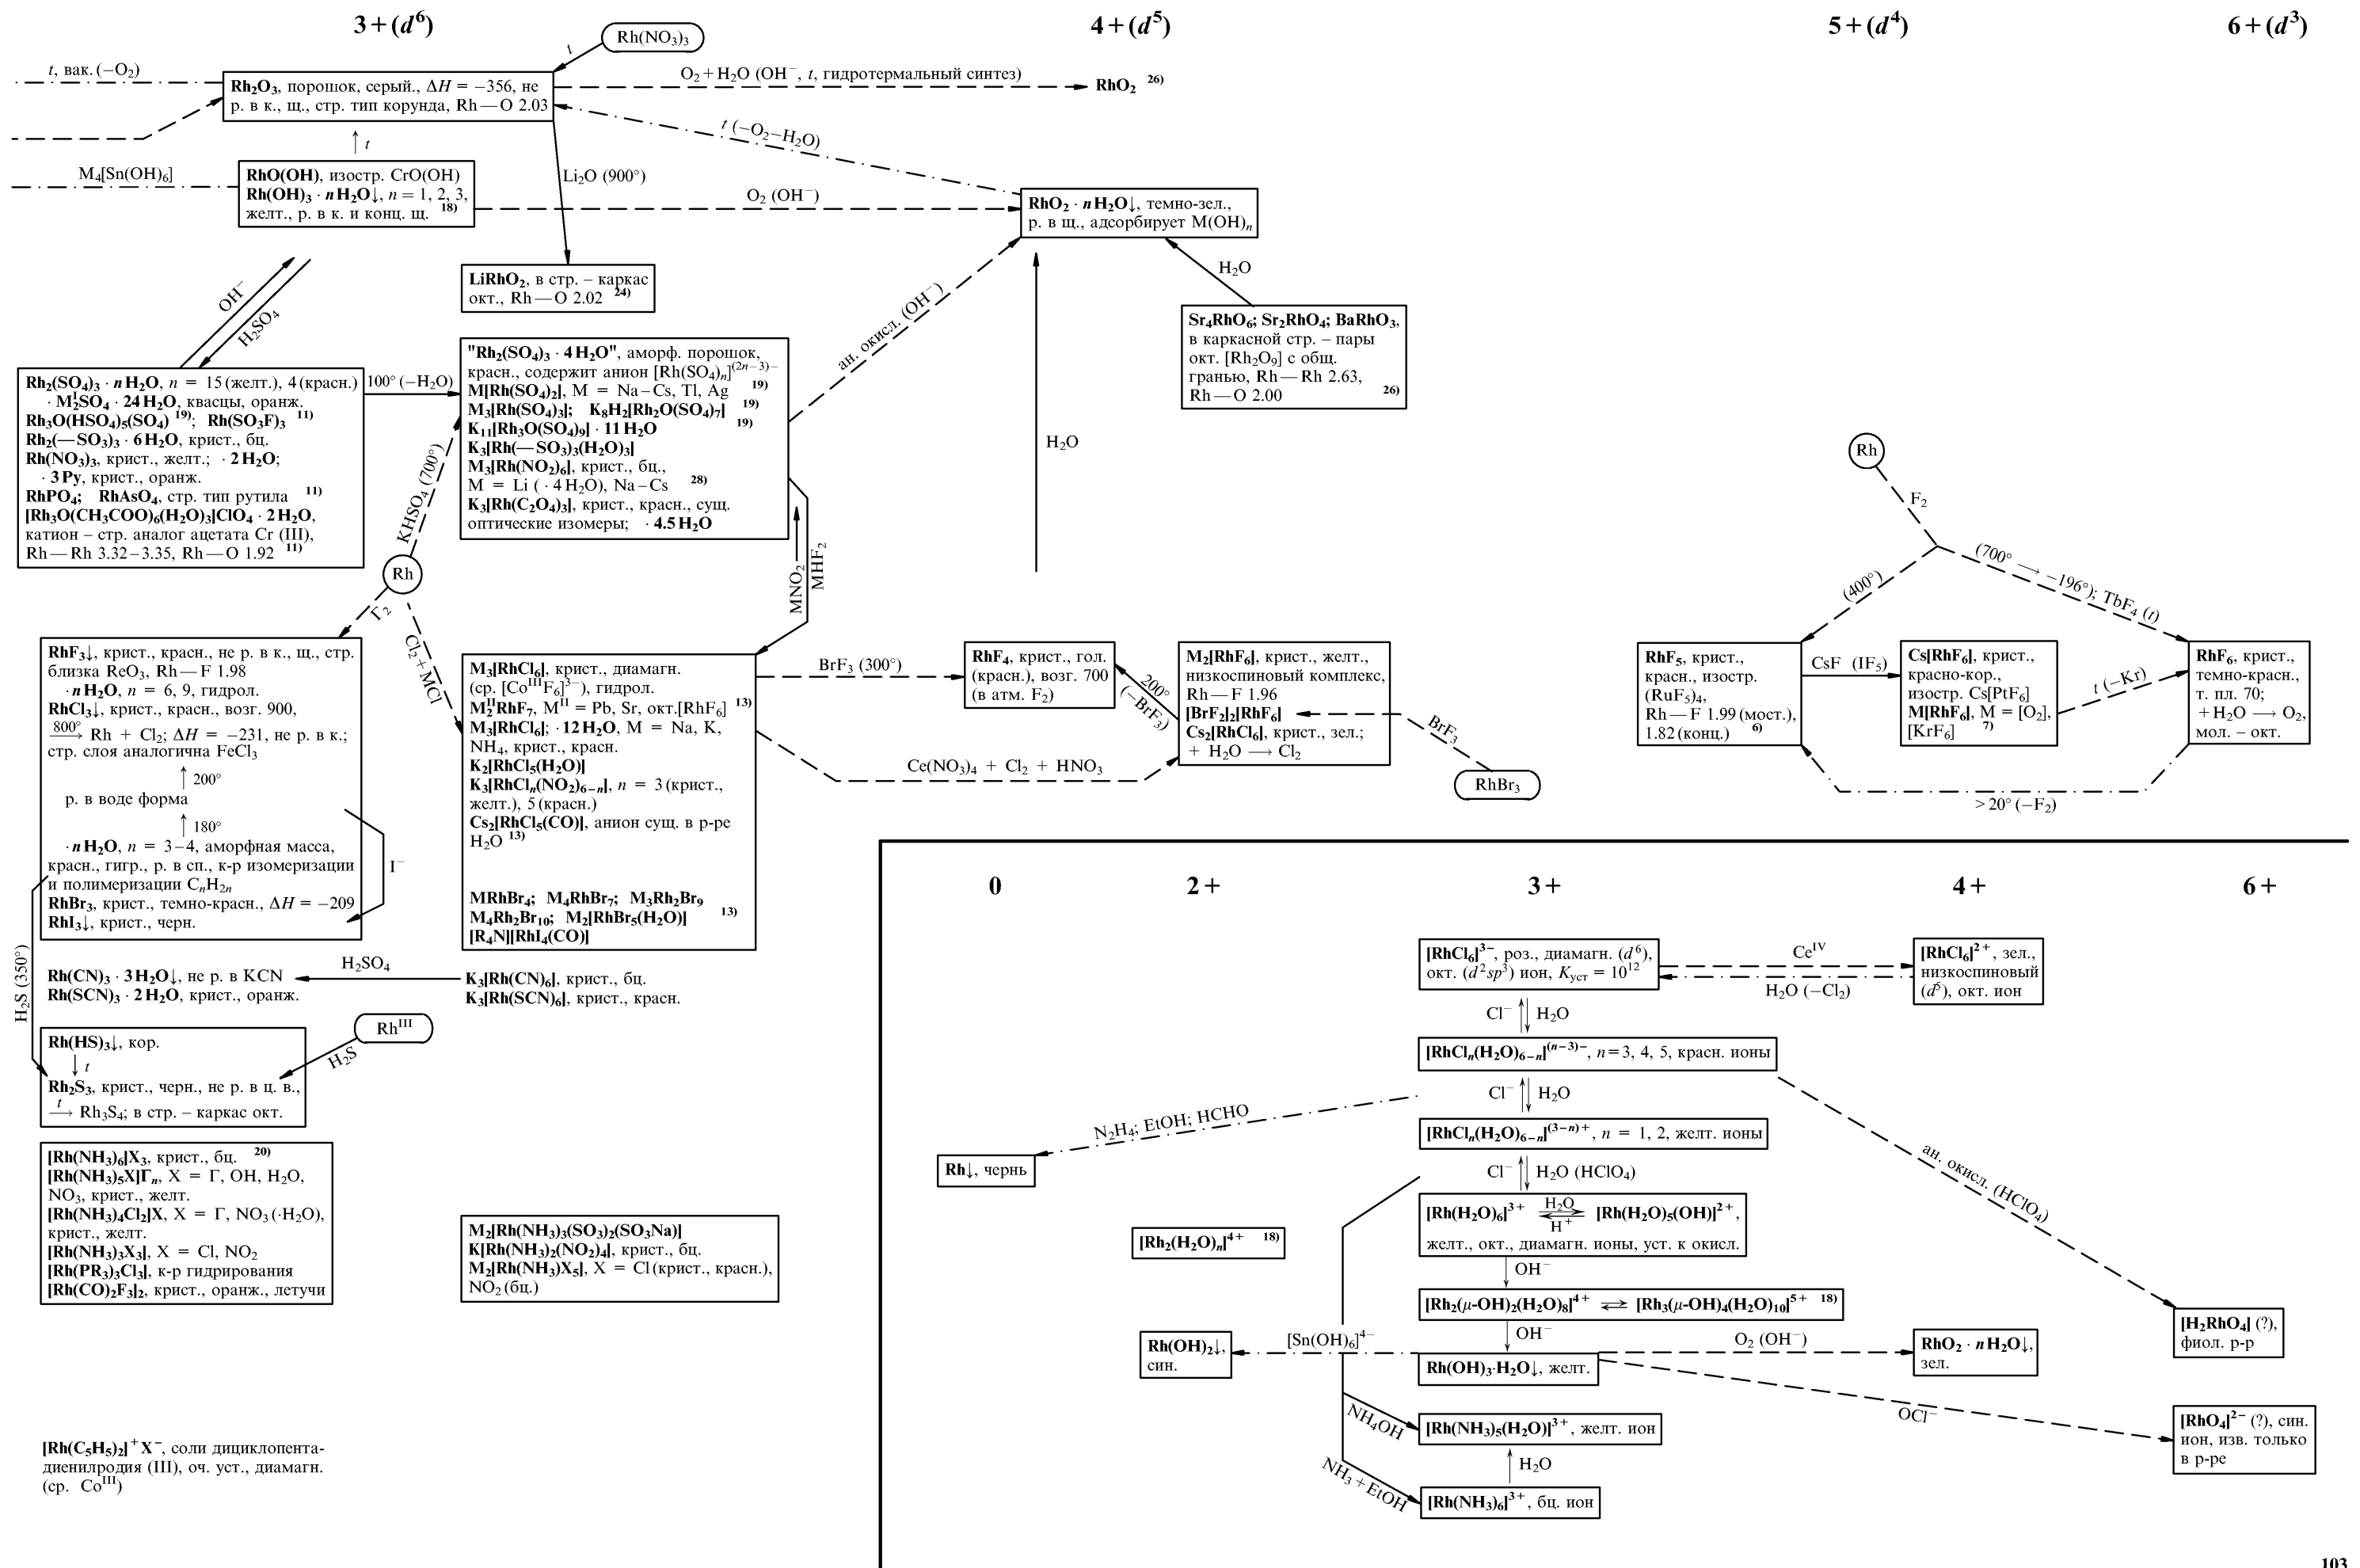 3+(d⁶)
4+(d⁵)
5+(d⁴)
6+(d³)
Rh(NO₃)₃
t
t, вак. (−O₂)
Rh₂O₃, порошок, серый., ΔH = −356, не
р. в к., щ., стр. тип корунда, Rh—O 2.03
O₂+H₂O (OH⁻, t, гидротермальный синтез)
RhO₂ ²⁶⁾
t (−O₂−H₂O)
↑ t
M₄[Sn(OH)₆]
RhO(OH), изостр. CrO(OH)
Rh(OH)₃ · nH₂O↓, n = 1, 2, 3,
желт., р. в к. и конц. щ. ¹⁸⁾
Li₂O (900°)
O₂ (OH⁻)
RhO₂ · nH₂O↓, темно-зел.,
р. в щ., адсорбирует M(OH)ₙ
OH⁻
H₂SO₄
LiRhO₂, в стр. – каркас
окт., Rh—O 2.02 ²⁴⁾
ан. окисл. (OH⁻)
H₂O
Sr₄RhO₆; Sr₂RhO₄; BaRhO₃,
в каркасной стр. – пары
окт. [Rh₂O₉] с общ.
гранью, Rh—Rh 2.63,
Rh—O 2.00 ²⁶⁾
H₂O
Rh₂(SO₄)₃ · nH₂O, n = 15 (желт.), 4 (красн.)
· Mᴵ₂SO₄ · 24H₂O, квасцы, оранж.
Rh₃O(HSO₄)₅(SO₄) ¹⁹⁾; Rh(SO₃F)₃ ¹¹⁾
Rh₂(—SO₃)₃ · 6H₂O, крист., бц.
Rh(NO₃)₃, крист., желт.; · 2H₂O;
· 3Py, крист., оранж.
RhPO₄; RhAsO₄, стр. тип рутила ¹¹⁾
[Rh₃O(CH₃COO)₆(H₂O)₃]ClO₄ · 2H₂O,
катион – стр. аналог ацетата Cr (III),
Rh—Rh 3.32–3.35, Rh—O 1.92 ¹¹⁾
100° (−H₂O)
"Rh₂(SO₄)₃ · 4H₂O", аморф. порошок,
красн., содержит анион [Rh(SO₄)ₙ]⁽²ⁿ⁻³⁾⁻
M[Rh(SO₄)₂], M = Na–Cs, Tl, Ag ¹⁹⁾
M₃[Rh(SO₄)₃]; K₈H₂[Rh₂O(SO₄)₇] ¹⁹⁾
K₁₁[Rh₃O(SO₄)₉] · 11H₂O ¹⁹⁾
K₃[Rh(—SO₃)₃(H₂O)₃]
M₃[Rh(NO₂)₆], крист., бц.,
M = Li ( · 4H₂O), Na–Cs ²⁸⁾
K₃[Rh(C₂O₄)₃], крист., красн., сущ.
оптические изомеры; · 4.5H₂O
KHSO₄ (700°)
Rh
Γ₂
Cl₂+MCl
MNO₂
MHF₂
Rh
F₂
(400°)
(700° ⟶ −196°); TbF₄ (t)
RhF₃↓, крист., красн., не р. в к., щ., стр.
близка ReO₃, Rh—F 1.98
· nH₂O, n = 6, 9, гидрол.
RhCl₃↓, крист., красн., возг. 900,
800° ⟶ Rh + Cl₂; ΔH = −231, не р. в к.;
стр. слоя аналогична FeCl₃
↑ 200°
р. в воде форма
↑ 180°
· nH₂O, n = 3–4, аморфная масса,
красн., гигр., р. в сп., к-р изомеризации
и полимеризации CₙH₂ₙ
RhBr₃, крист., темно-красн., ΔH = −209
RhI₃↓, крист., черн.
I⁻
H₂S (350°)
M₃[RhCl₆], крист., диамагн.
(ср. [CoᴵᴵᴵF₆]³⁻), гидрол.
Mᴵᴵ₂RhF₇, Mᴵᴵ = Pb, Sr, окт.[RhF₆] ¹³⁾
M₃[RhCl₆]; · 12H₂O, M = Na, K,
NH₄, крист., красн.
K₂[RhCl₅(H₂O)]
K₃[RhClₙ(NO₂)₆₋ₙ], n = 3 (крист.,
желт.), 5 (красн.)
Cs₂[RhCl₅(CO)], анион сущ. в р-ре
H₂O ¹³⁾
MRhBr₄; M₄RhBr₇; M₃Rh₂Br₉
M₄Rh₂Br₁₀; M₂[RhBr₅(H₂O)] ¹³⁾
[R₄N][RhI₄(CO)]
BrF₃ (300°)
RhF₄, крист., гол.
(красн.), возг. 700
(в атм. F₂)
200°
(−BrF₃)
M₂[RhF₆], крист., желт.,
низкоспиновый комплекс,
Rh—F 1.96
[BrF₂]₂[RhF₆]
Cs₂[RhCl₆], крист., зел.;
+ H₂O ⟶ Cl₂
Ce(NO₃)₄ + Cl₂ + HNO₃
BrF₃
RhBr₃
RhF₅, крист.,
красн., изостр.
(RuF₅)₄,
Rh—F 1.99 (мост.),
1.82 (конц.) ⁶⁾
CsF (IF₅)
Cs[RhF₆], крист.,
красно-кор.,
изостр. Cs[PtF₆]
M[RhF₆], M = [O₂],
[KrF₆] ⁷⁾
t (−Kr)
RhF₆, крист.,
темно-красн.,
т. пл. 70;
+H₂O ⟶ O₂,
мол. – окт.
> 20° (−F₂)
Rh(CN)₃ · 3H₂O↓, не р. в KCN
Rh(SCN)₃ · 2H₂O, крист., оранж.
H₂SO₄
K₃[Rh(CN)₆], крист., бц.
K₃[Rh(SCN)₆], крист., красн.
Rhᴵᴵᴵ
H₂S
Rh(HS)₃↓, кор.
↓ t
Rh₂S₃, крист., черн., не р. в ц. в.,
t ⟶ Rh₃S₄; в стр. – каркас окт.
[Rh(NH₃)₆]X₃, крист., бц. ²⁰⁾
[Rh(NH₃)₅X]Γₙ, X = Γ, OH, H₂O,
NO₃, крист., желт.
[Rh(NH₃)₄Cl₂]X, X = Γ, NO₃ (·H₂O),
крист., желт.
[Rh(NH₃)₃X₃], X = Cl, NO₂
[Rh(PR₃)₃Cl₃], к-р гидрирования
[Rh(CO)₂F₃]₂, крист., оранж., летучи
M₂[Rh(NH₃)₃(SO₃)₂(SO₃Na)]
K[Rh(NH₃)₂(NO₂)₄], крист., бц.
M₂[Rh(NH₃)X₅], X = Cl (крист., красн.),
NO₂ (бц.)
[Rh(C₅H₅)₂]⁺X⁻, соли дициклопента-
диенилродия (III), оч. уст., диамагн.
(ср. Coᴵᴵᴵ)
0
2+
3+
4+
6+
[RhCl₆]³⁻, роз., диамагн. (d⁶),
окт. (d²sp³) ион, Kуст = 10¹²
Ceᴵⱽ
H₂O (−Cl₂)
[RhCl₆]²⁺, зел.,
низкоспиновый
(d⁵), окт. ион
Cl⁻ ⇅ H₂O
[RhClₙ(H₂O)₆₋ₙ]⁽ⁿ⁻³⁾⁻, n=3, 4, 5, красн. ионы
Cl⁻ ⇅ H₂O
N₂H₄; EtOH; HCHO
[RhClₙ(H₂O)₆₋ₙ]⁽³⁻ⁿ⁾⁺, n = 1, 2, желт. ионы
Rh↓, чернь
Cl⁻ ⇅ H₂O (HClO₄)
ан. окисл. (HClO₄)
[Rh(H₂O)₆]³⁺ H₂O ⇌ H⁺ [Rh(H₂O)₅(OH)]²⁺,
желт., окт., диамагн. ионы, уст. к окисл.
[Rh₂(H₂O)ₙ]⁴⁺ ¹⁸⁾
↓ OH⁻
[Rh₂(μ-OH)₂(H₂O)₈]⁴⁺ ⇌ [Rh₃(μ-OH)₄(H₂O)₁₀]⁵⁺ ¹⁸⁾
↓ OH⁻
[H₂RhO₄] (?),
фиол. р-р
Rh(OH)₂↓,
син.
[Sn(OH)₆]⁴⁻
Rh(OH)₃·H₂O↓, желт.
O₂ (OH⁻)
RhO₂ · nH₂O↓,
зел.
OCl⁻
[RhO₄]²⁻ (?), син.
ион, изв. только
в р-ре
NH₄OH
[Rh(NH₃)₅(H₂O)]³⁺, желт. ион
↑ H₂O
NH₃+EtOH
[Rh(NH₃)₆]³⁺, бц. ион
103